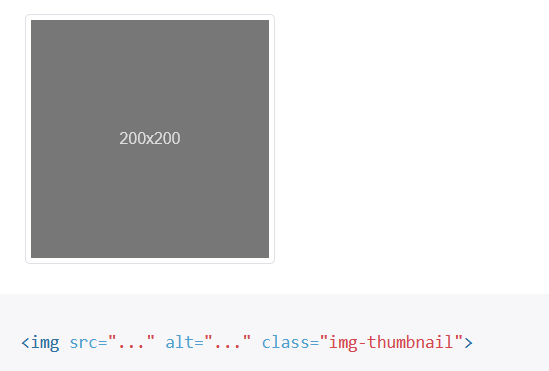 200x200
<img src="..." alt="..." class="img-thumbnail">